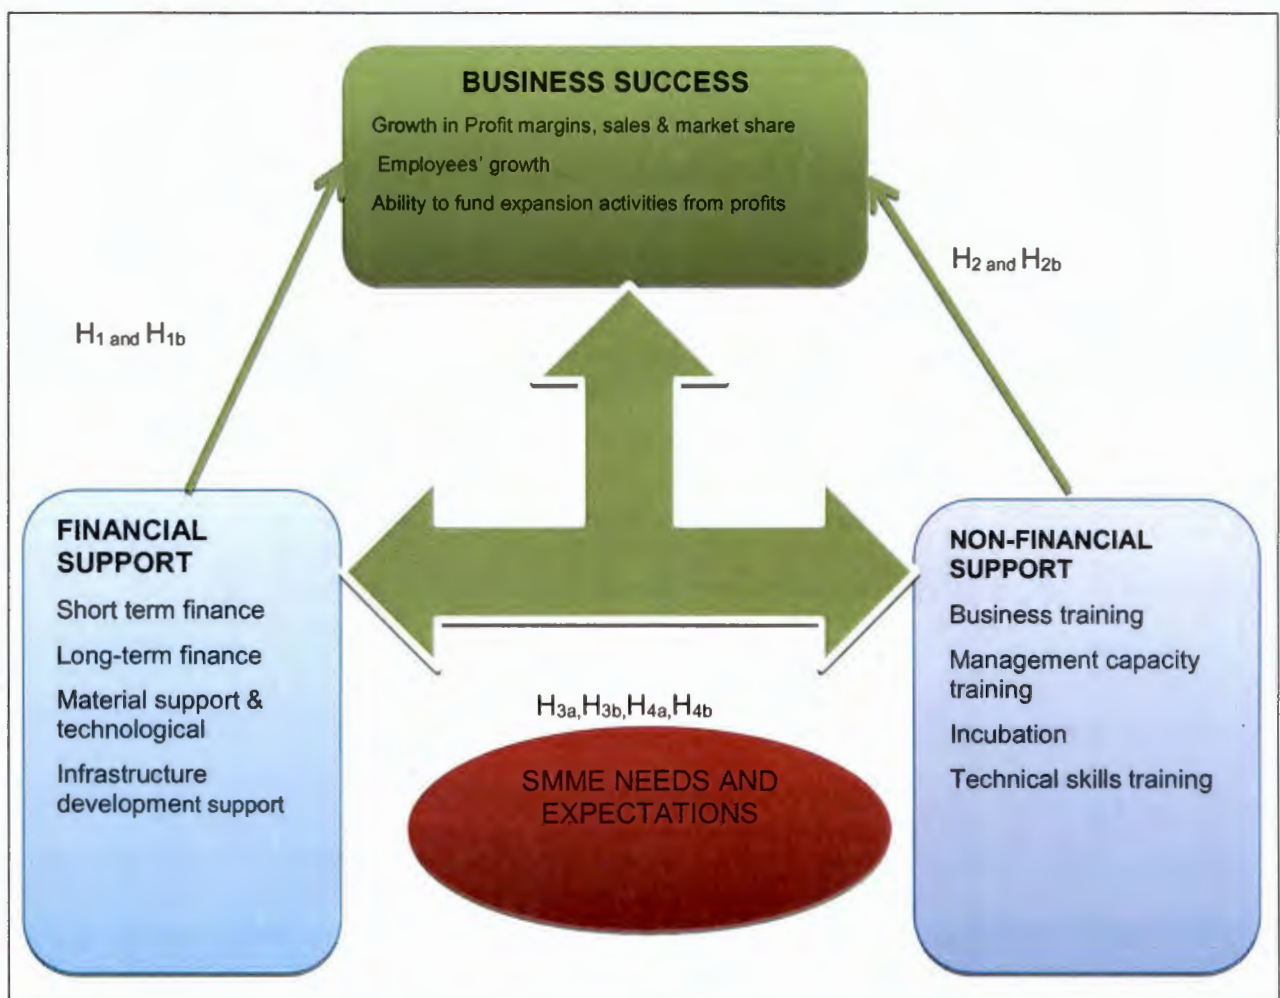 BUSINESS SUCCESS
Growth in Profit margins, sales & market share
Employees' growth
Ability to fund expansion activities from profits
H1 and H1b
H2 and H2b
FINANCIAL
SUPPORT
Short term finance
Long-term finance
Material support &
technological
Infrastructure
development support
NON-FINANCIAL
SUPPORT
Business training
Management capacity
training
Incubation
Technical skills training
H3a,H3b,H4a,H4b
SMME NEEDS AND
EXPECTATIONS